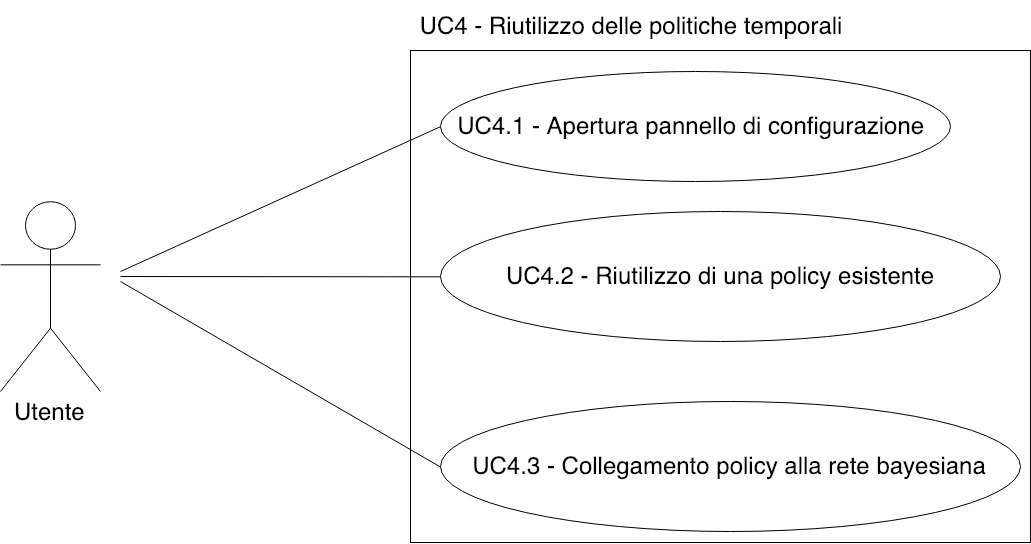 UC4 - Riutilizzo delle politiche temporali
UC4.1 - Apertura pannello di configurazione
UC4.2 - Riutilizzo di una policy esistente
Utente
UC4.3 - Collegamento policy alla rete bayesiana